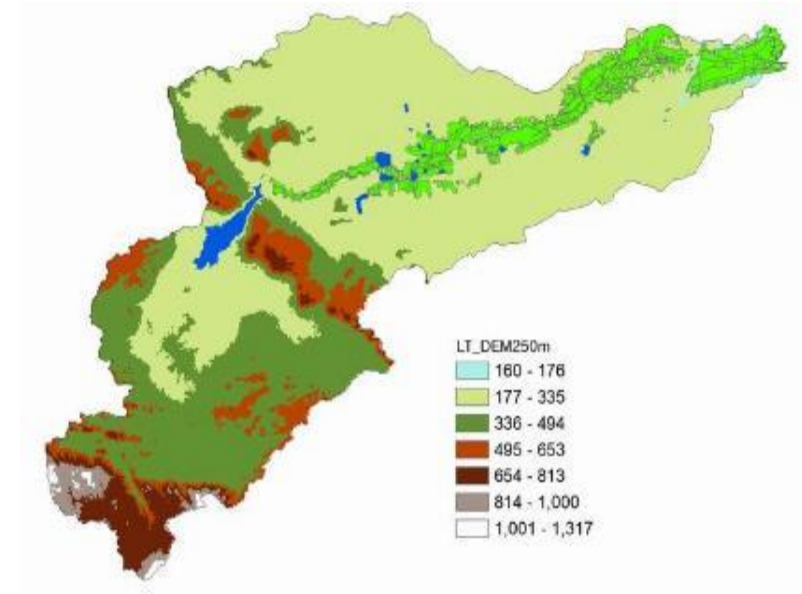 LT_DEM250m
160 - 176
177 - 335
336 - 494
495 - 653
654 - 813
814 - 1,000
1,001 - 1,317